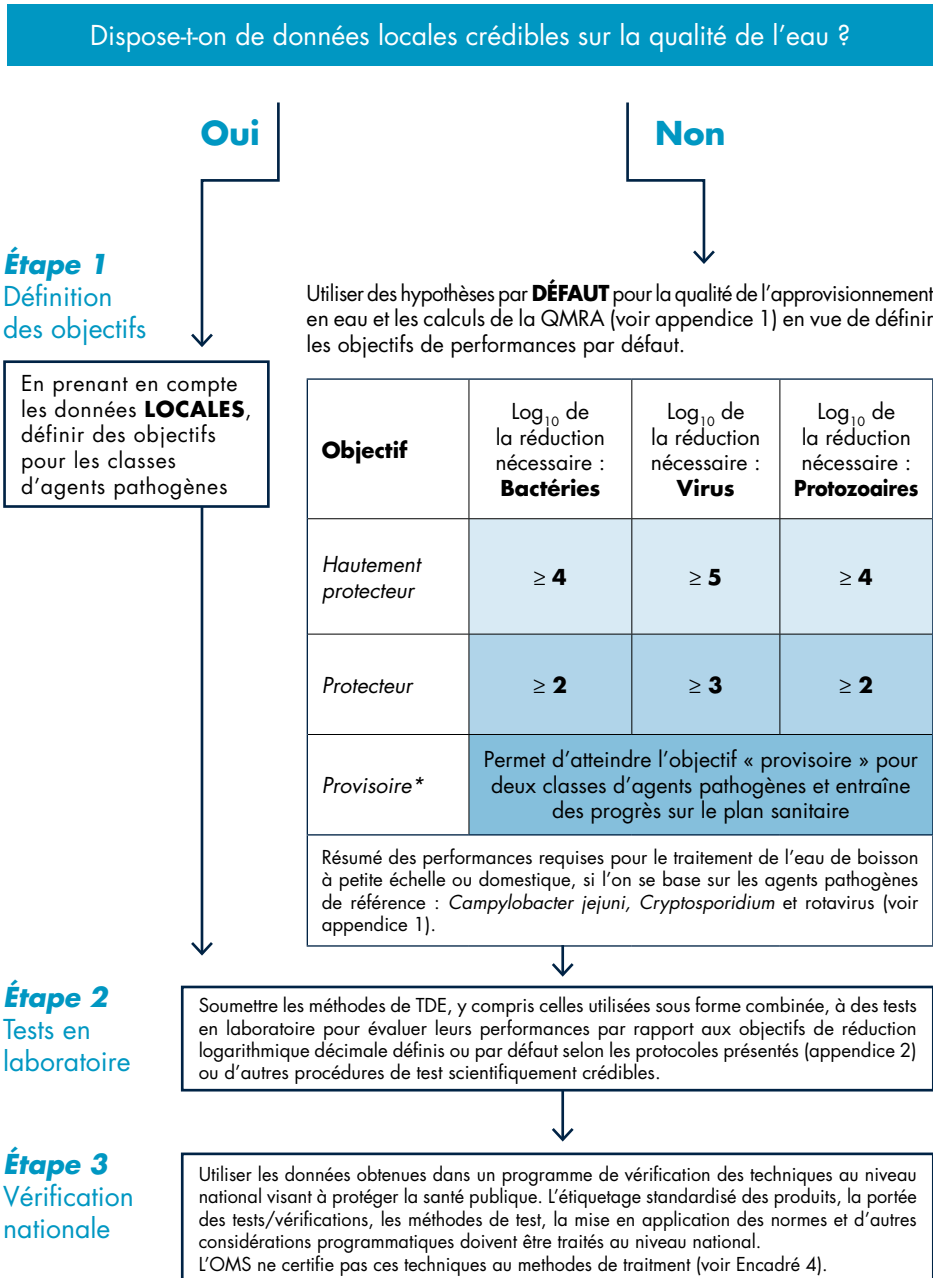 Dispose-t-on de données locales crédibles sur la qualité de l'eau ?
Oui
Non
Étape 1
Définition
des objectifs
En prenant en compte
les données LOCALES,
définir des objectifs
pour les classes
d'agents pathogènes
Utiliser des hypothèses par DÉFAUT pour la qualité de l'approvisionnement
en eau et les calculs de la QMRA (voir appendice 1) en vue de définir
les objectifs de performances par défaut.
Objectif
Log10 de
la réduction
nécessaire :
Bactéries
Log10 de
la réduction
nécessaire :
Virus
Log10 de
la réduction
nécessaire :
Protozoaires
Hautement
protecteur
≥ 4
≥ 5
≥ 4
Protecteur
≥ 2
≥ 3
≥ 2
Provisoire*
Permet d'atteindre l'objectif « provisoire » pour
deux classes d'agents pathogènes et entraîne
des progrès sur le plan sanitaire
Résumé des performances requises pour le traitement de l'eau de boisson
à petite échelle ou domestique, si l'on se base sur les agents pathogènes
de référence : Campylobacter jejuni, Cryptosporidium et rotavirus (voir
appendice 1).
Étape 2
Tests en
laboratoire
Soumettre les méthodes de TDE, y compris celles utilisées sous forme combinée, à des tests
en laboratoire pour évaluer leurs performances par rapport aux objectifs de réduction
logarithmique décimale définis ou par défaut selon les protocoles présentés (appendice 2)
ou d'autres procédures de test scientifiquement crédibles.
Étape 3
Vérification
nationale
Utiliser les données obtenues dans un programme de vérification des techniques au niveau
national visant à protéger la santé publique. L'étiquetage standardisé des produits, la portée
des tests/vérifications, les méthodes de test, la mise en application des normes et d'autres
considérations programmatiques doivent être traités au niveau national.
L'OMS ne certifie pas ces techniques au methodes de traitment (voir Encadré 4).